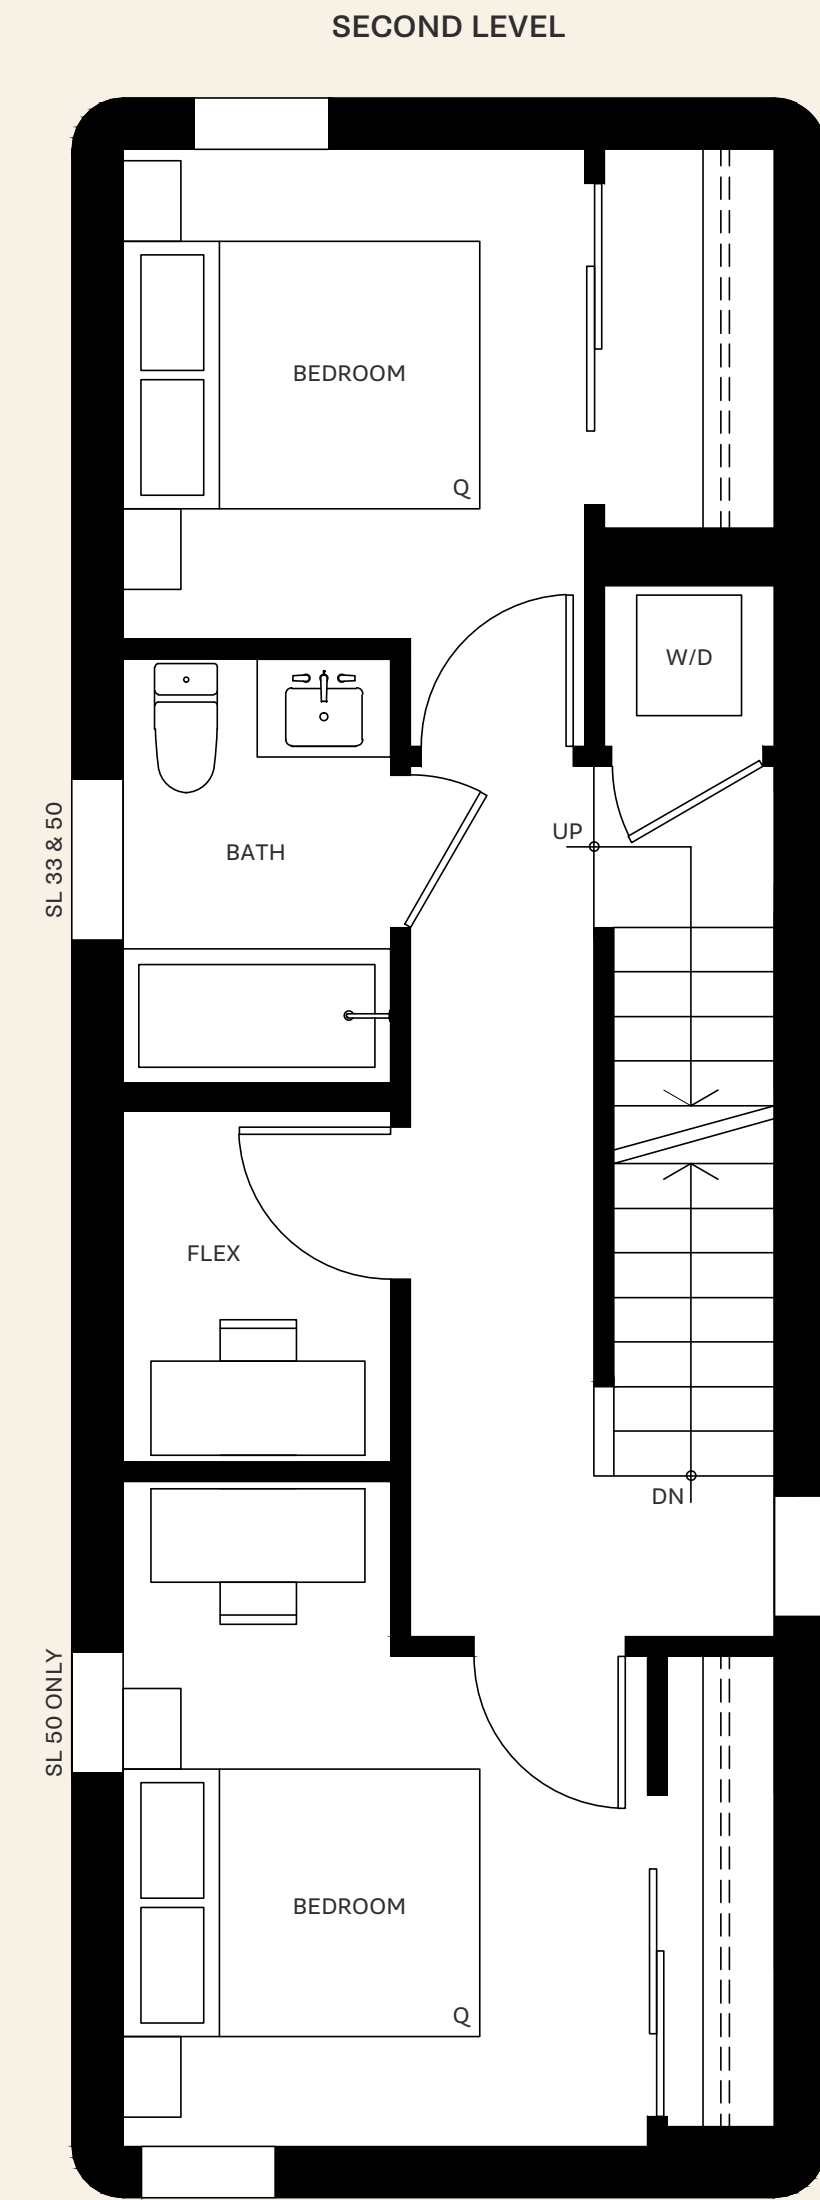 SECOND LEVEL
BEDROOM
Q
W/D
UP
SL 33 & 50
BATH
FLEX
DN
SL 50 ONLY
BEDROOM
Q